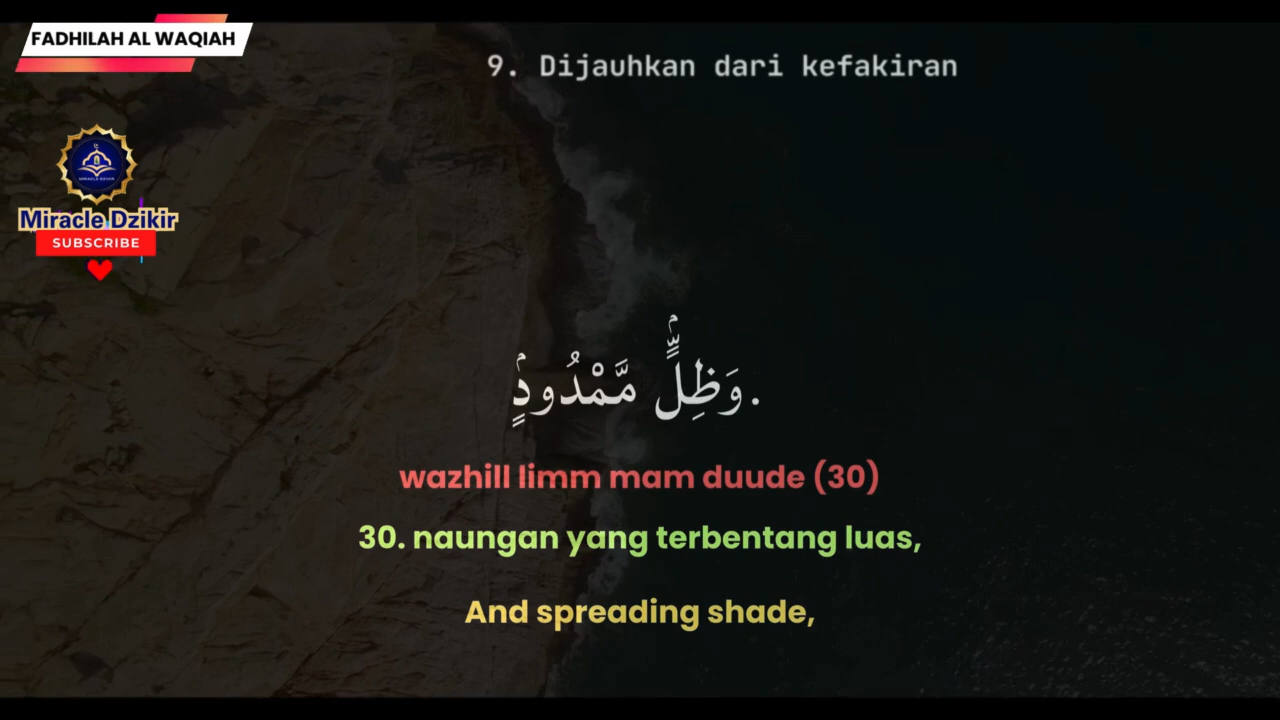 FADHILAH AL WAQIAH
9. Dijauhkan dari kefakiran
Miracle Dzikir
SUBSCRIBE
وَظِلٍّۢ مَّمْدُودٍۢ.
wazhill limm mam duude (30)
30. naungan yang terbentang luas,
And spreading shade,